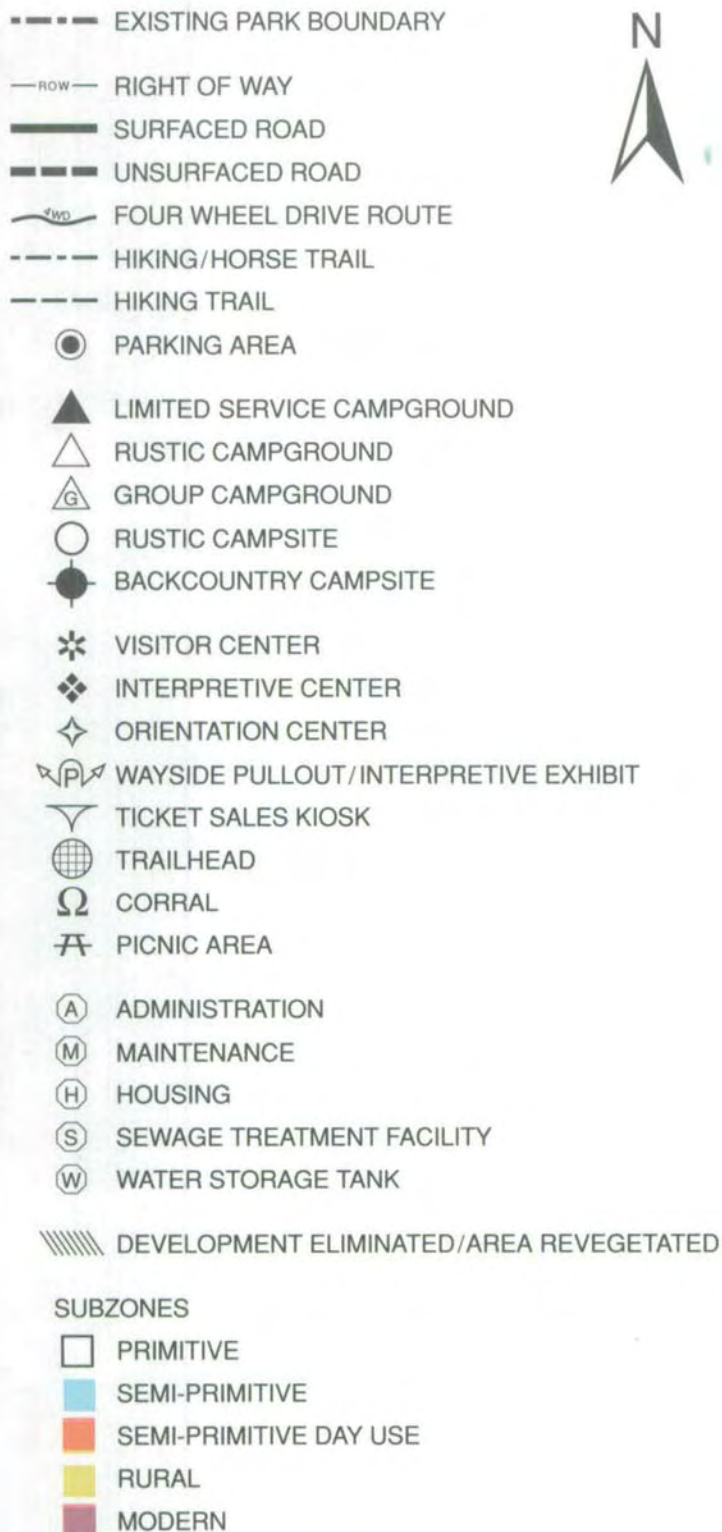 EXISTING PARK BOUNDARY
N
ROW RIGHT OF WAY
SURFACED ROAD
UNSURFACED ROAD
4WD FOUR WHEEL DRIVE ROUTE
HIKING/HORSE TRAIL
HIKING TRAIL
PARKING AREA
LIMITED SERVICE CAMPGROUND
RUSTIC CAMPGROUND
G GROUP CAMPGROUND
RUSTIC CAMPSITE
BACKCOUNTRY CAMPSITE
VISITOR CENTER
INTERPRETIVE CENTER
ORIENTATION CENTER
P WAYSIDE PULLOUT/INTERPRETIVE EXHIBIT
TICKET SALES KIOSK
TRAILHEAD
Ω CORRAL
PICNIC AREA
A ADMINISTRATION
M MAINTENANCE
H HOUSING
S SEWAGE TREATMENT FACILITY
W WATER STORAGE TANK
DEVELOPMENT ELIMINATED/AREA REVEGETATED
SUBZONES
PRIMITIVE
SEMI-PRIMITIVE
SEMI-PRIMITIVE DAY USE
RURAL
MODERN